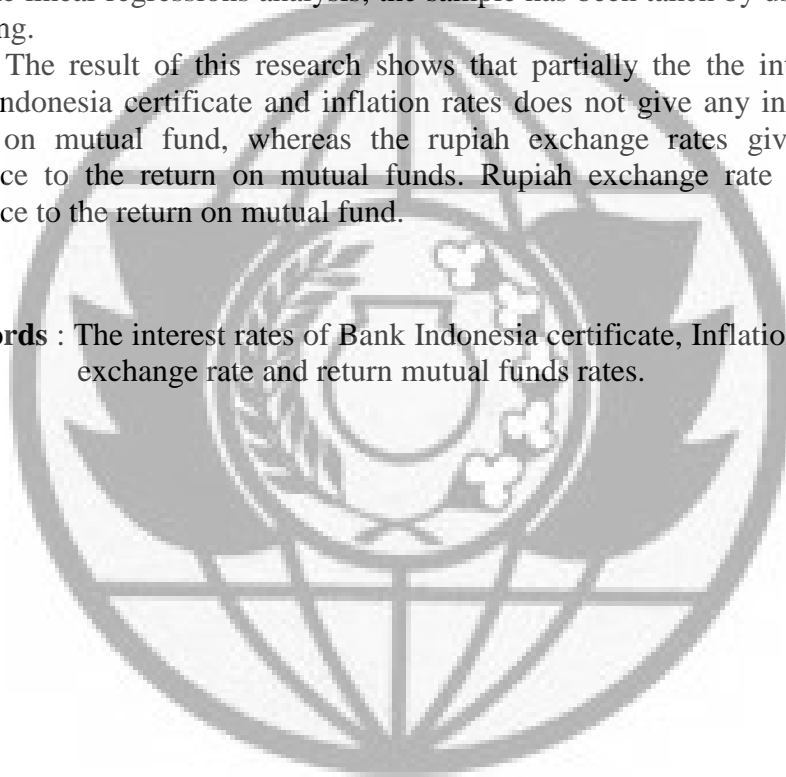 linear regressions analysis, the sample has been taken by us
ng.
The result of this research shows that partially the the in
ndonesia certificate and inflation rates does not give any in
on mutual fund, whereas the rupiah exchange rates giv
ce to the return on mutual funds. Rupiah exchange rate
ce to the return on mutual fund.
ords : The interest rates of Bank Indonesia certificate, Inflatio
exchange rate and return mutual funds rates.